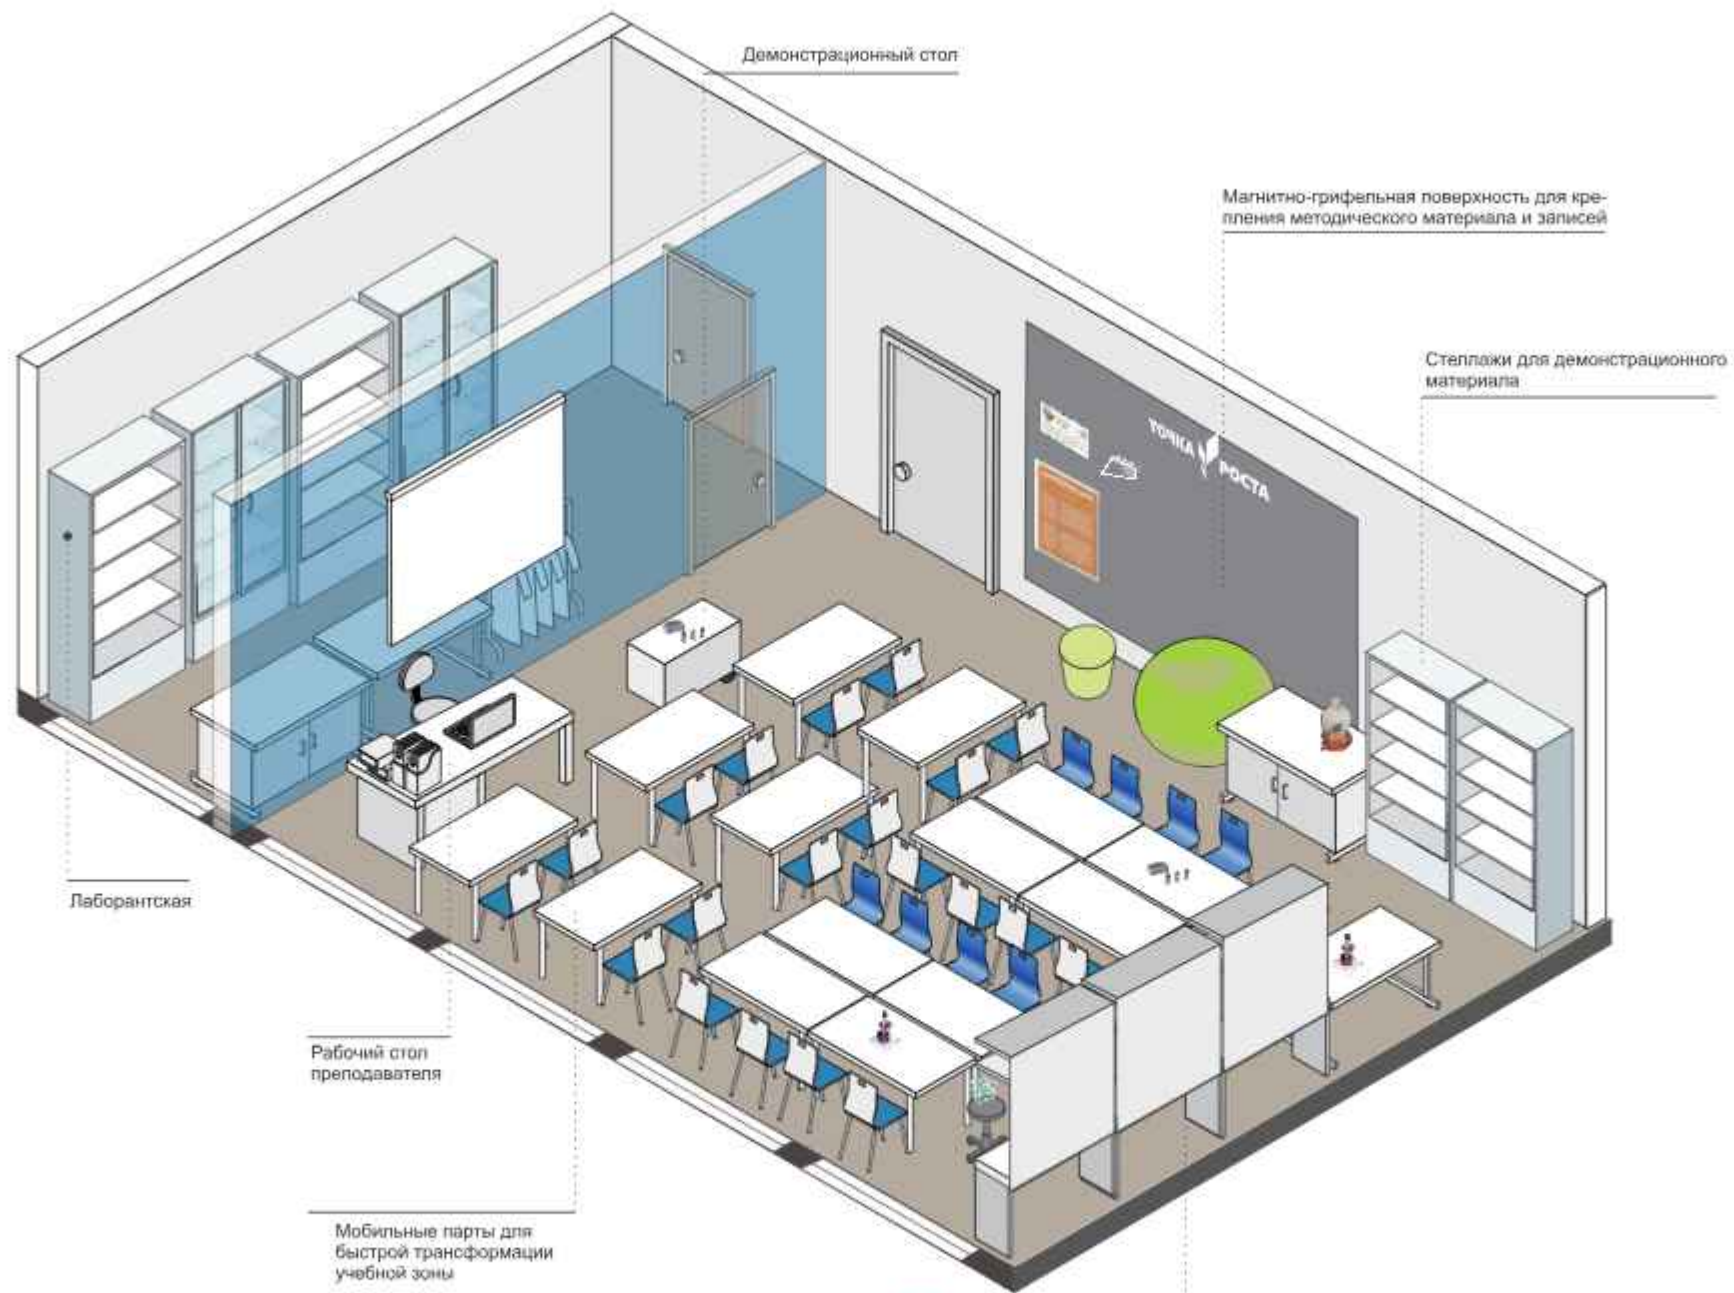 Демонстрационный стол
Магнитно-грифельная поверхность для кре-
пления методического материала и записей
Стеллажи для демонстрационного
материала
ТОЧКА РОСТА
Лаборантская
Рабочий стол
преподавателя
Мобильные парты для
быстрой трансформации
учебной зоны